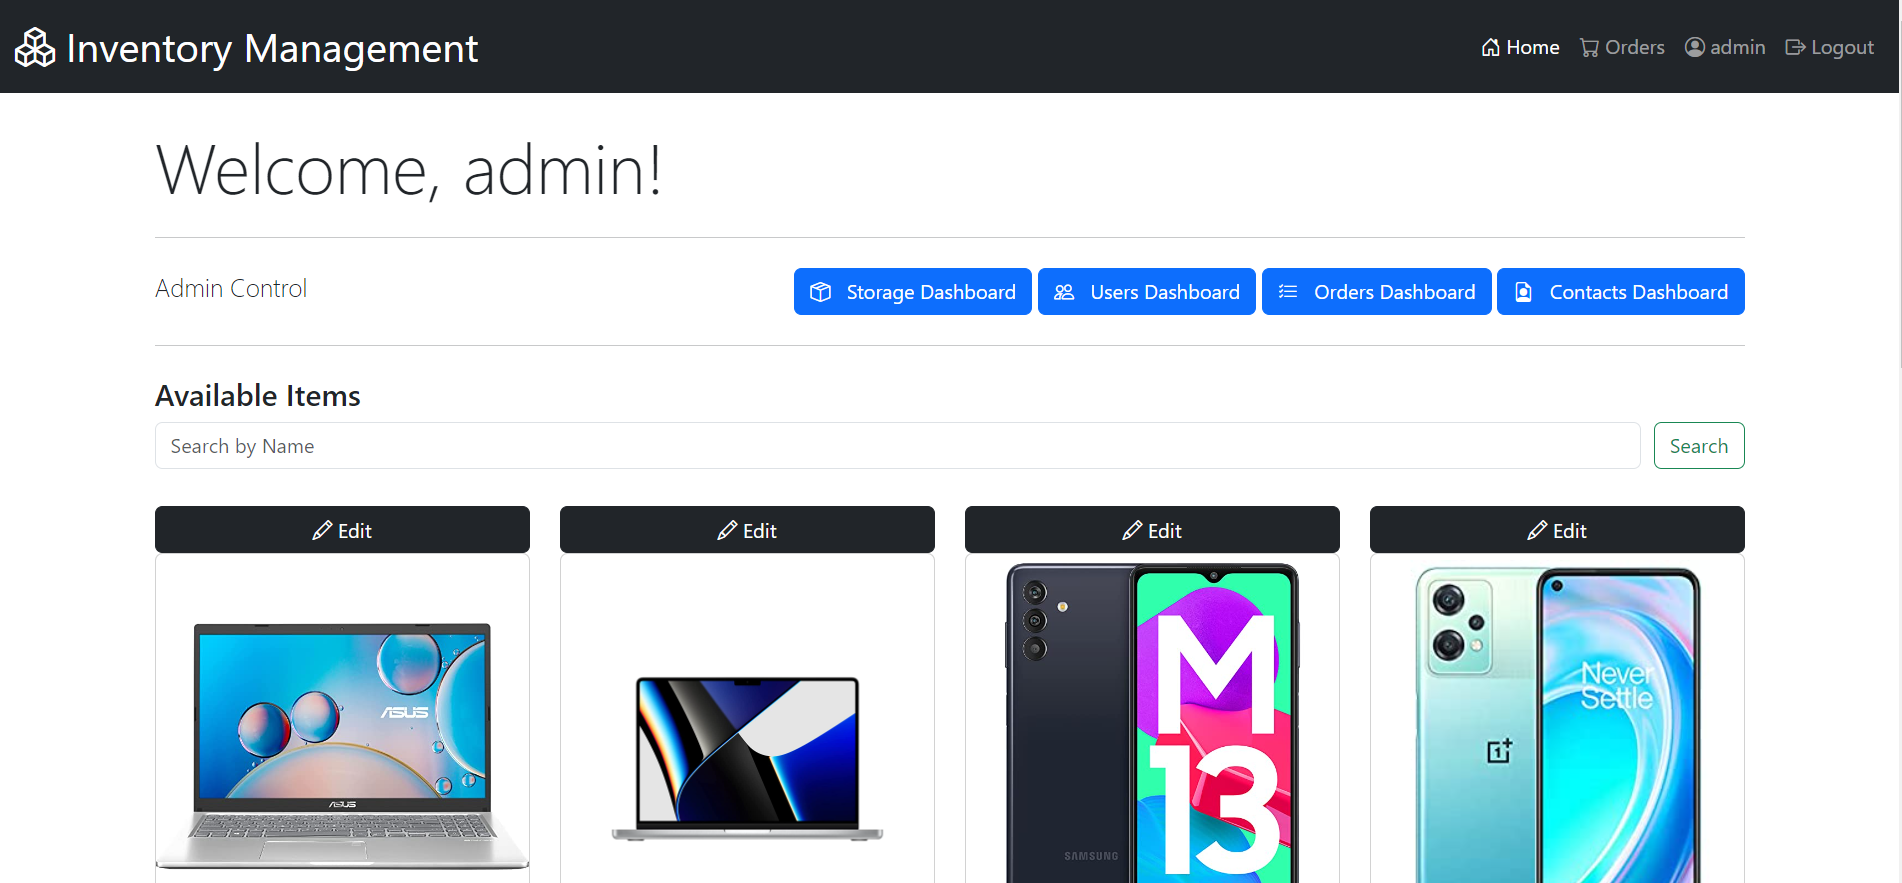 Inventory Management
Home Orders admin Logout
Welcome, admin!
Admin Control
Storage Dashboard Users Dashboard Orders Dashboard Contacts Dashboard
Available Items
Search by Name Search
Edit Edit Edit Edit
ASUS
ASUS
M
13
SAMSUNG
Never
Settle
1+